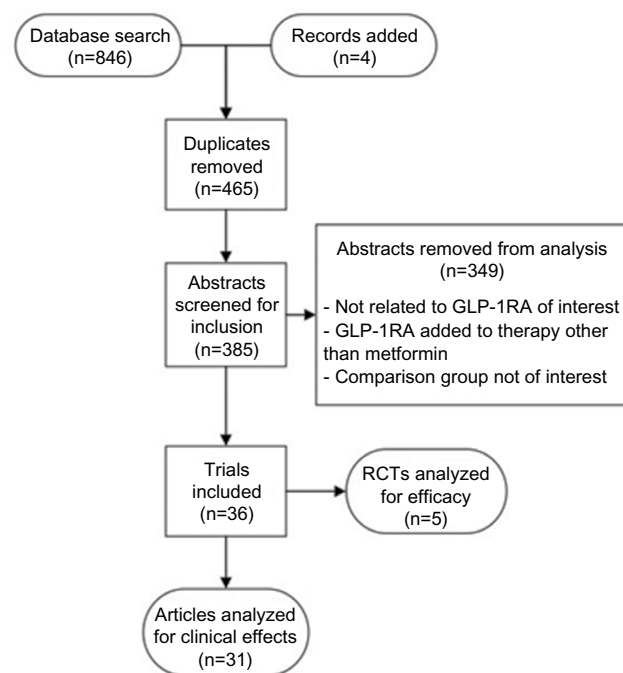 Database search
(n=846)
Records added
(n=4)
Duplicates
removed
(n=465)
Abstracts
screened for
inclusion
(n=385)
Abstracts removed from analysis
(n=349)
- Not related to GLP-1RA of interest
- GLP-1RA added to therapy other
than metformin
- Comparison group not of interest
Trials
included
(n=36)
RCTs analyzed
for efficacy
(n=5)
Articles analyzed
for clinical effects
(n=31)